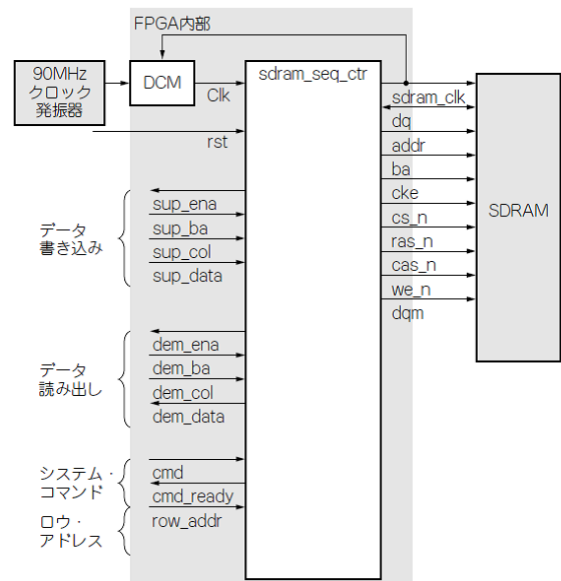 FPGA内部
90MHz
クロック
発振器
DCM
Clk
rst
sdram_seq_ctr
sdram_clk
dq
addr
ba
cke
cs_n
ras_n
cas_n
we_n
dqm
SDRAM
データ
書き込み
sup_ena
sup_ba
sup_col
sup_data
データ
読み出し
dem_ena
dem_ba
dem_col
dem_data
システム・
コマンド
cmd
cmd_ready
ロウ・
アドレス
row_addr